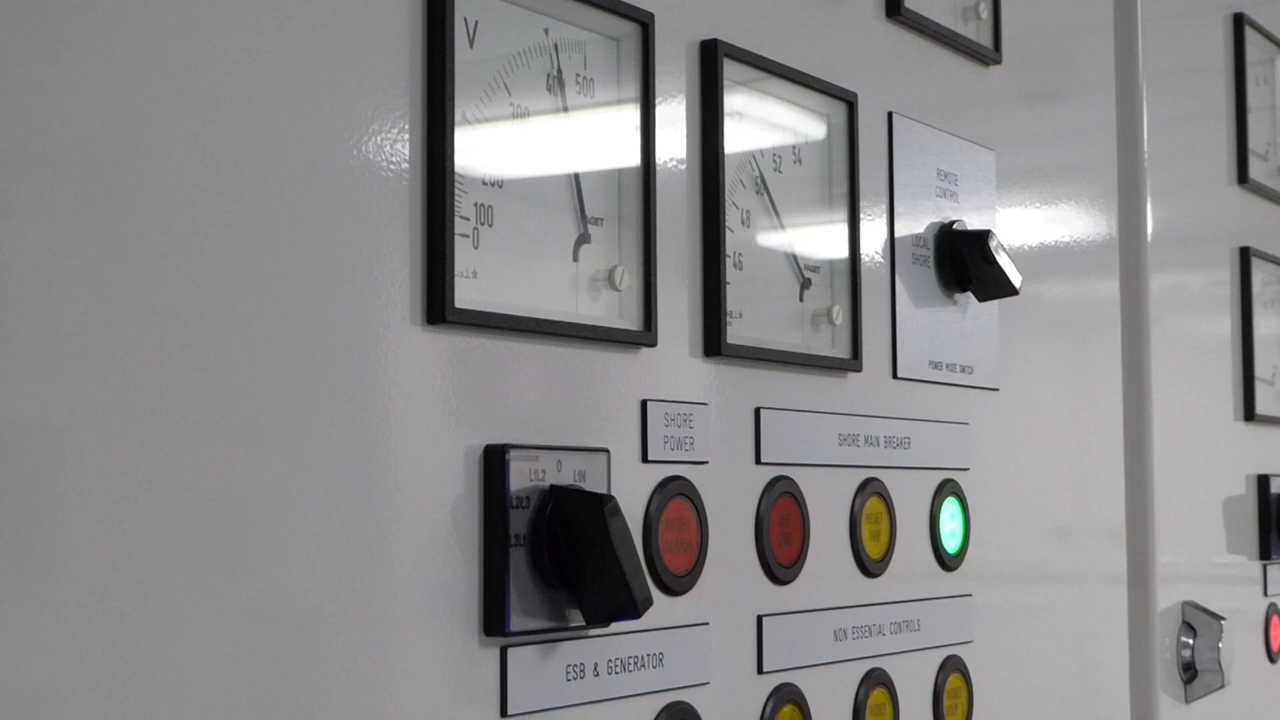 V
400
500
300
200
100
0
54
52
50
48
46
REMOTE
CONTROL
LOCAL
SHORE
POWER MODE SWITCH
SHORE
POWER
SHORE MAIN BREAKER
0
L1L2
L1N
L2L3
NON ESSENTIAL CONTROLS
ESB & GENERATOR